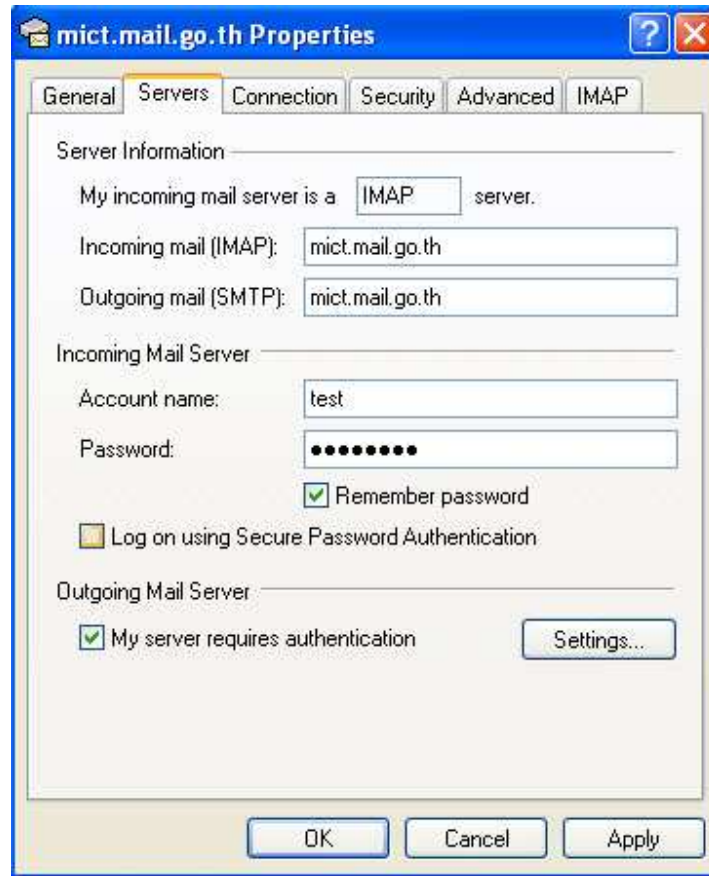 mict.mail.go.th Properties
General Servers Connection Security Advanced IMAP
Server Information
My incoming mail server is a IMAP server.
Incoming mail (IMAP): mict.mail.go.th
Outgoing mail (SMTP): mict.mail.go.th
Incoming Mail Server
Account name: test
Password: ●●●●●●●●
Remember password
Log on using Secure Password Authentication
Outgoing Mail Server
My server requires authentication Settings...
OK Cancel Apply